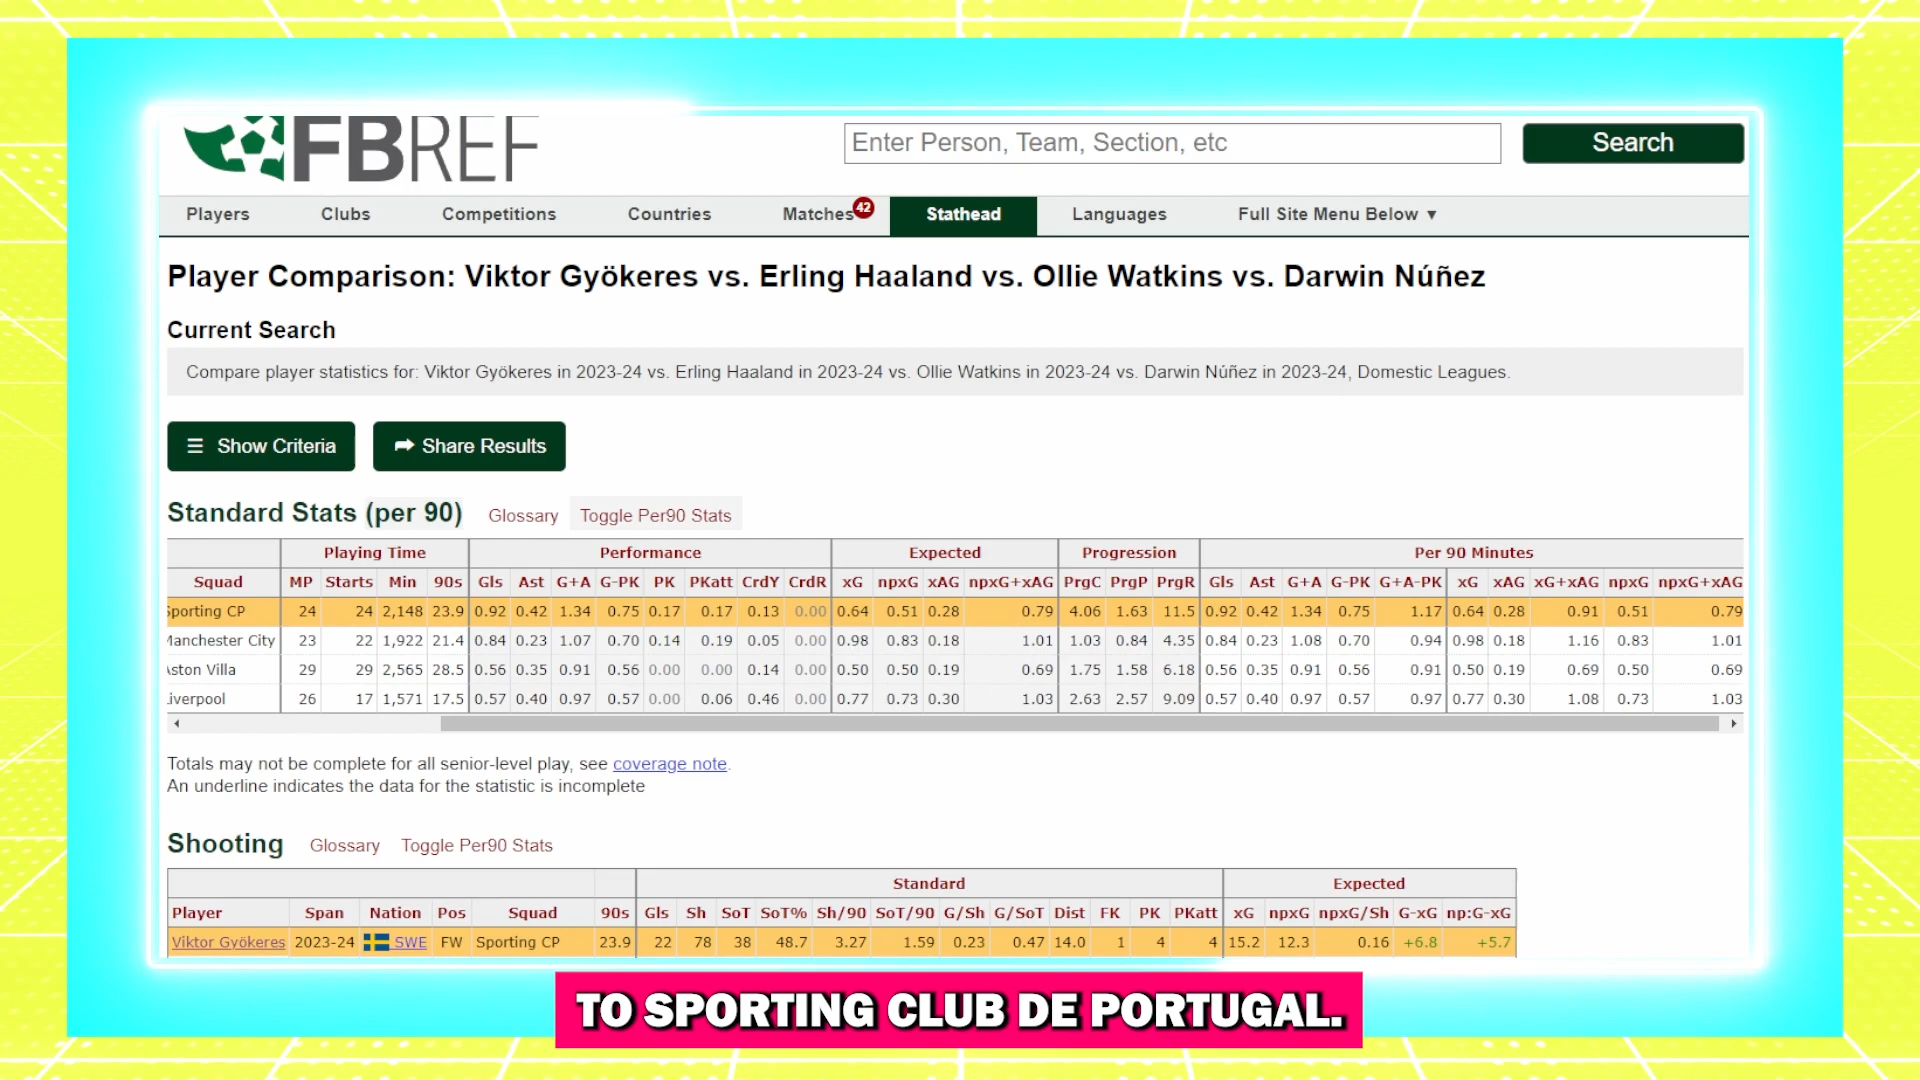 FBREF
Enter Person, Team, Section, etc
Search
Players Clubs Competitions Countries Matches 42 Stathead Languages Full Site Menu Below ▼
Player Comparison: Viktor Gyökeres vs. Erling Haaland vs. Ollie Watkins vs. Darwin Núñez
Current Search
Compare player statistics for: Viktor Gyökeres in 2023-24 vs. Erling Haaland in 2023-24 vs. Ollie Watkins in 2023-24 vs. Darwin Núñez in 2023-24, Domestic Leagues.
Show Criteria Share Results
Standard Stats (per 90) Glossary Toggle Per90 Stats
Playing Time Performance Expected Progression Per 90 Minutes
Squad MP Starts Min 90s Gls Ast G+A G-PK PK PKatt CrdY CrdR xG npxG xAG npxG+xAG PrgC PrgP PrgR Gls Ast G+A G-PK G+A-PK xG xAG xG+xAG npxG npxG+xAG
Sporting CP 24 24 2,148 23.9 0.92 0.42 1.34 0.75 0.17 0.17 0.13 0.00 0.64 0.51 0.28 0.79 4.06 1.63 11.5 0.92 0.42 1.34 0.75 1.17 0.64 0.28 0.91 0.51 0.79
Manchester City 23 22 1,922 21.4 0.84 0.23 1.07 0.70 0.14 0.19 0.05 0.00 0.98 0.83 0.18 1.01 1.03 0.84 4.35 0.84 0.23 1.08 0.70 0.94 0.98 0.18 1.16 0.83 1.01
Aston Villa 29 29 2,565 28.5 0.56 0.35 0.91 0.56 0.00 0.00 0.14 0.00 0.50 0.50 0.19 0.69 1.75 1.58 6.18 0.56 0.35 0.91 0.56 0.91 0.50 0.19 0.69 0.50 0.69
Liverpool 26 17 1,571 17.5 0.57 0.40 0.97 0.57 0.00 0.06 0.46 0.00 0.77 0.73 0.30 1.03 2.63 2.57 9.09 0.57 0.40 0.97 0.57 0.97 0.77 0.30 1.08 0.73 1.03
Totals may not be complete for all senior-level play, see coverage note.
An underline indicates the data for the statistic is incomplete
Shooting Glossary Toggle Per90 Stats
Standard Expected
Player Span Nation Pos Squad 90s Gls Sh SoT SoT% Sh/90 SoT/90 G/Sh G/SoT Dist FK PK PKatt xG npxG npxG/Sh G-xG np:G-xG
Viktor Gyökeres 2023-24 SWE FW Sporting CP 23.9 22 78 38 48.7 3.27 1.59 0.23 0.47 14.0 1 4 4 15.2 12.3 0.16 +6.8 +5.7
TO SPORTING CLUB DE PORTUGAL.